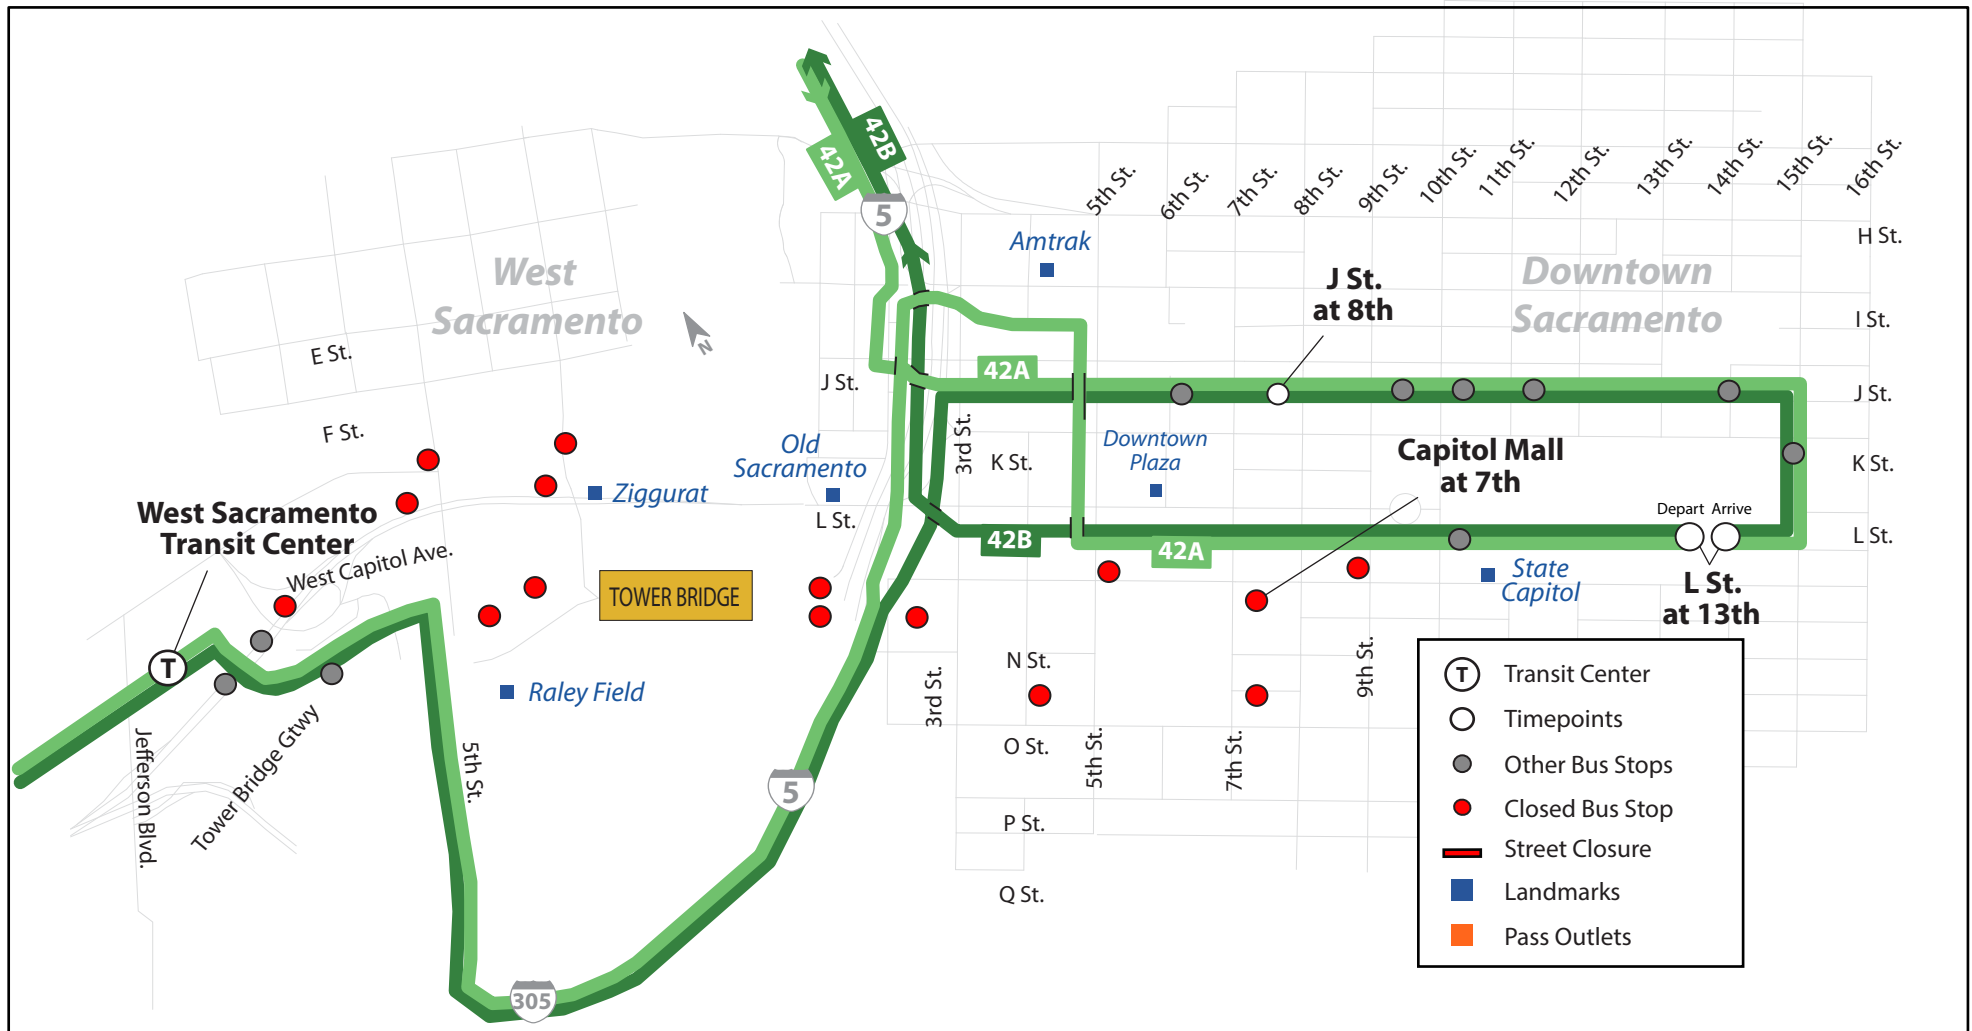 42B
42A
5
5th St.
6th St.
7th St.
8th St.
9th St.
10th St.
11th St.
12th St.
13th St.
14th St.
15th St.
16th St.
H St.
I St.
J St.
K St.
L St.
Amtrak
West
Sacramento
Downtown
Sacramento
J St.
at 8th
N
E St.
F St.
J St.
42A
3rd St.
K St.
Old
Sacramento
L St.
Downtown
Plaza
Capitol Mall
at 7th
Ziggurat
West Sacramento
Transit Center
West Capitol Ave.
Depart Arrive
42B
42A
State
Capitol
L St.
at 13th
TOWER BRIDGE
T
Raley Field
N St.
3rd St.
9th St.
O St.
5th St.
7th St.
P St.
Q St.
Jefferson Blvd.
Tower Bridge Gtwy
5th St.
5
305
T Transit Center
Timepoints
Other Bus Stops
Closed Bus Stop
Street Closure
Landmarks
Pass Outlets